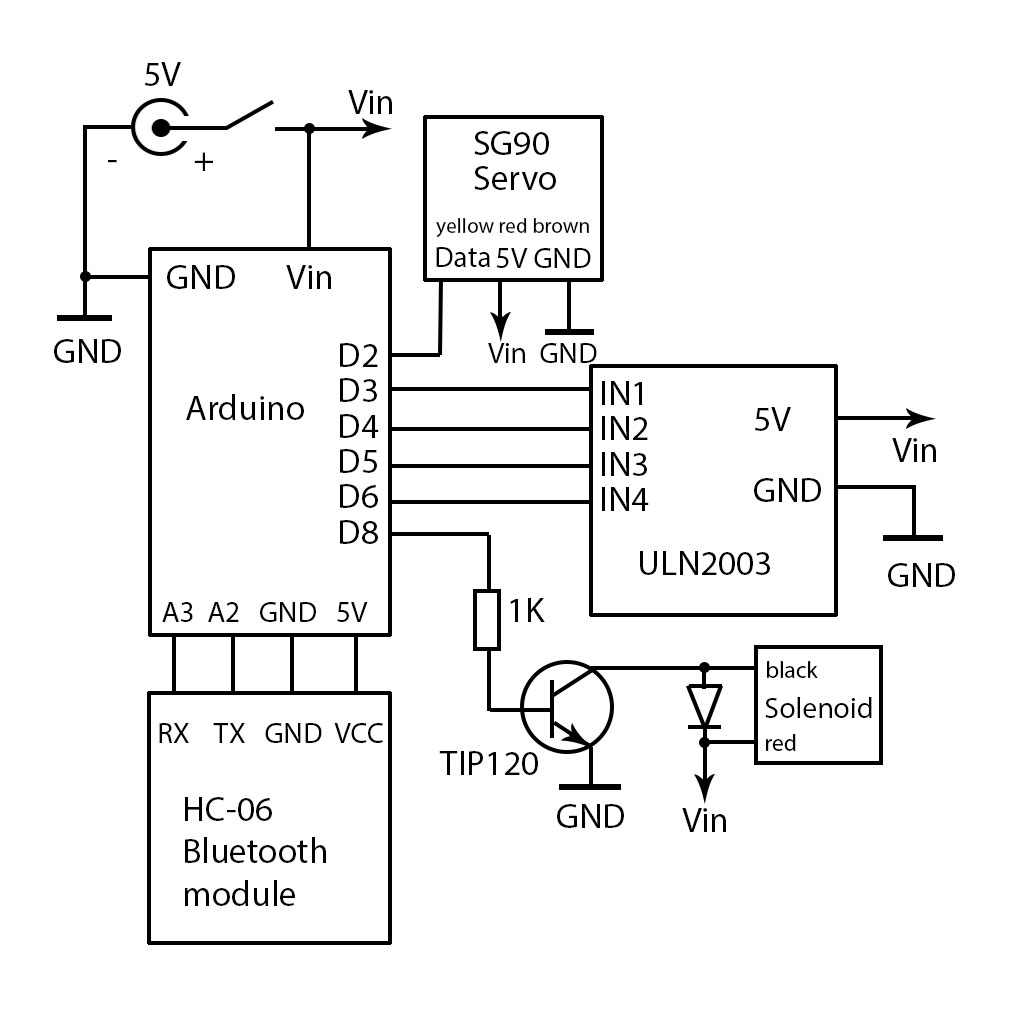 5V
Vin
-
+
SG90
Servo
yellow red brown
Data 5V GND
GND Vin
GND
Vin GND
D2
D3
D4
D5
D6
D8
Arduino
IN1
IN2
IN3
IN4
5V
GND
ULN2003
Vin
GND
A3 A2 GND 5V
1K
RX TX GND VCC
HC-06
Bluetooth
module
TIP120
GND
black
Solenoid
red
Vin